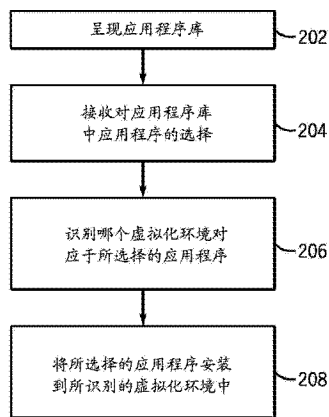 呈现应用程序库
202
接收对应用程序库
中应用程序的选择
204
识别哪个虚拟化环境对
应于所选择的应用程序
206
将所选择的应用程序安装
到所识别的虚拟化环境中
208